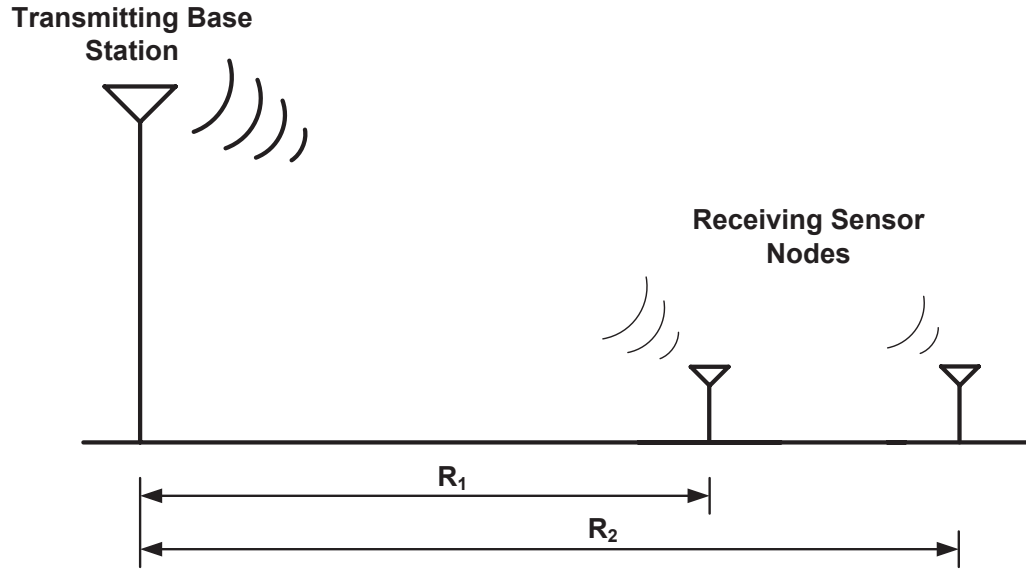 Transmitting Base
Station
Receiving Sensor
Nodes
R₁
R₂